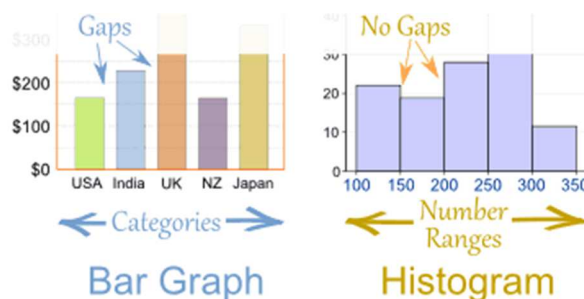 $300
Gaps
$200
$100
$0
USA India UK NZ Japan
Categories
Bar Graph
No Gaps
30
20
10
0
100 150 200 250 300 350
Number
Ranges
Histogram